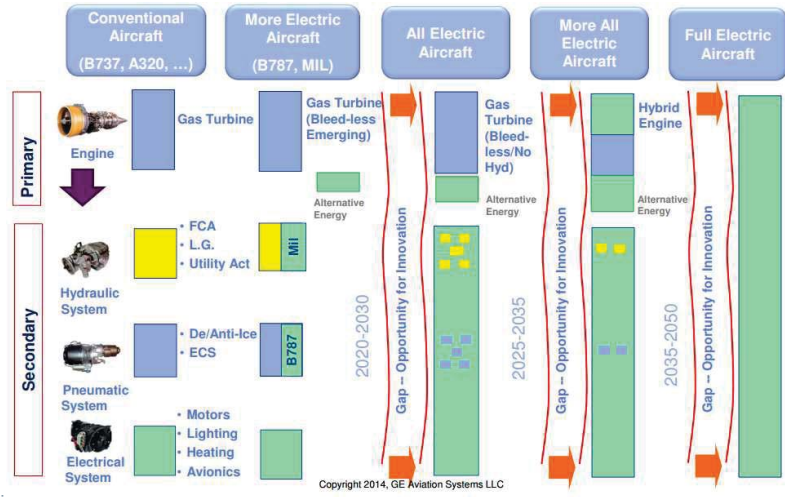 Conventional
Aircraft
(B737, A320, ...)
More Electric
Aircraft
(B787, MIL)
All Electric
Aircraft
More All
Electric
Aircraft
Full Electric
Aircraft
Primary
Engine
Gas Turbine
Gas Turbine
(Bleed-less
Emerging)
Alternative
Energy
Gas
Turbine
(Bleed-
less/No
Hyd)
Alternative
Energy
Hybrid
Engine
Alternative
Energy
Secondary
Hydraulic
System
• FCA
• L.G.
• Utility Act
Mil
Pneumatic
System
• De/Anti-Ice
• ECS
B787
Electrical
System
• Motors
• Lighting
• Heating
• Avionics
2020-2030
Gap -- Opportunity for Innovation
2025-2035
Gap -- Opportunity for Innovation
2035-2050
Gap -- Opportunity for Innovation
Copyright 2014, GE Aviation Systems LLC